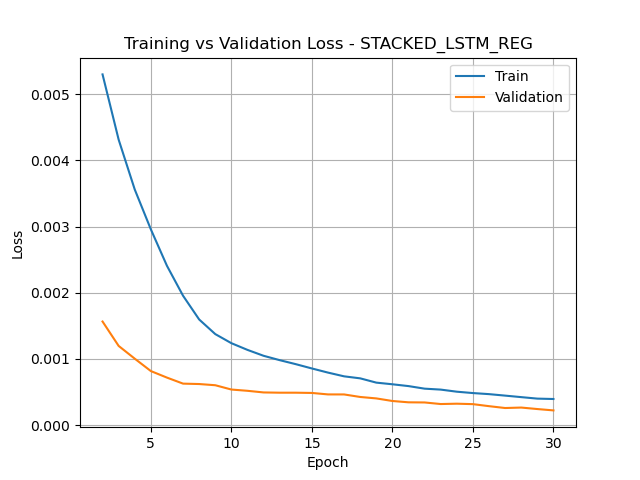 Training vs Validation Loss - STACKED_LSTM_REG
Train
Validation
0.005
0.004
0.003
0.002
0.001
0.000
Loss
5
10
15
20
25
30
Epoch